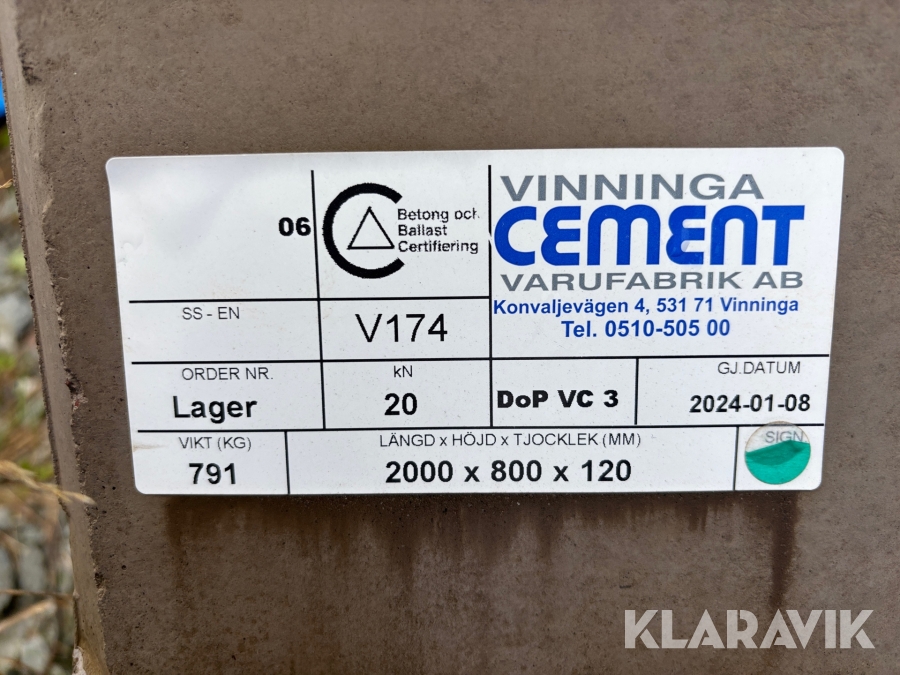 06
Betong och
Ballast
Certifiering
VINNINGA
CEMENT
VARUFABRIK AB
Konvaljevägen 4, 531 71 Vinninga
Tel. 0510-505 00
SS - EN
V174
ORDER NR.
Lager
kN
20
DoP VC 3
GJ.DATUM
2024-01-08
VIKT (KG)
791
LÄNGD x HÖJD x TJOCKLEK (MM)
2000 x 800 x 120
SIGN
KLARAVIK